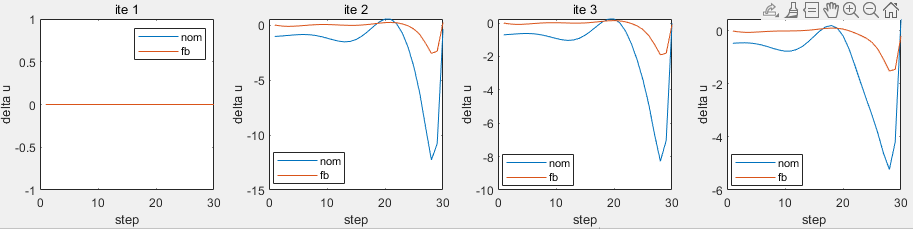 ite 1
1
0.5
0
-0.5
-1
delta u
nom
fb
0 10 20 30
step
ite 2
0
-5
-10
-15
delta u
nom
fb
0 10 20 30
step
ite 3
0
-2
-4
-6
-8
-10
delta u
nom
fb
0 10 20 30
step
0
-2
-4
-6
delta u
nom
fb
0 10 20 30
step